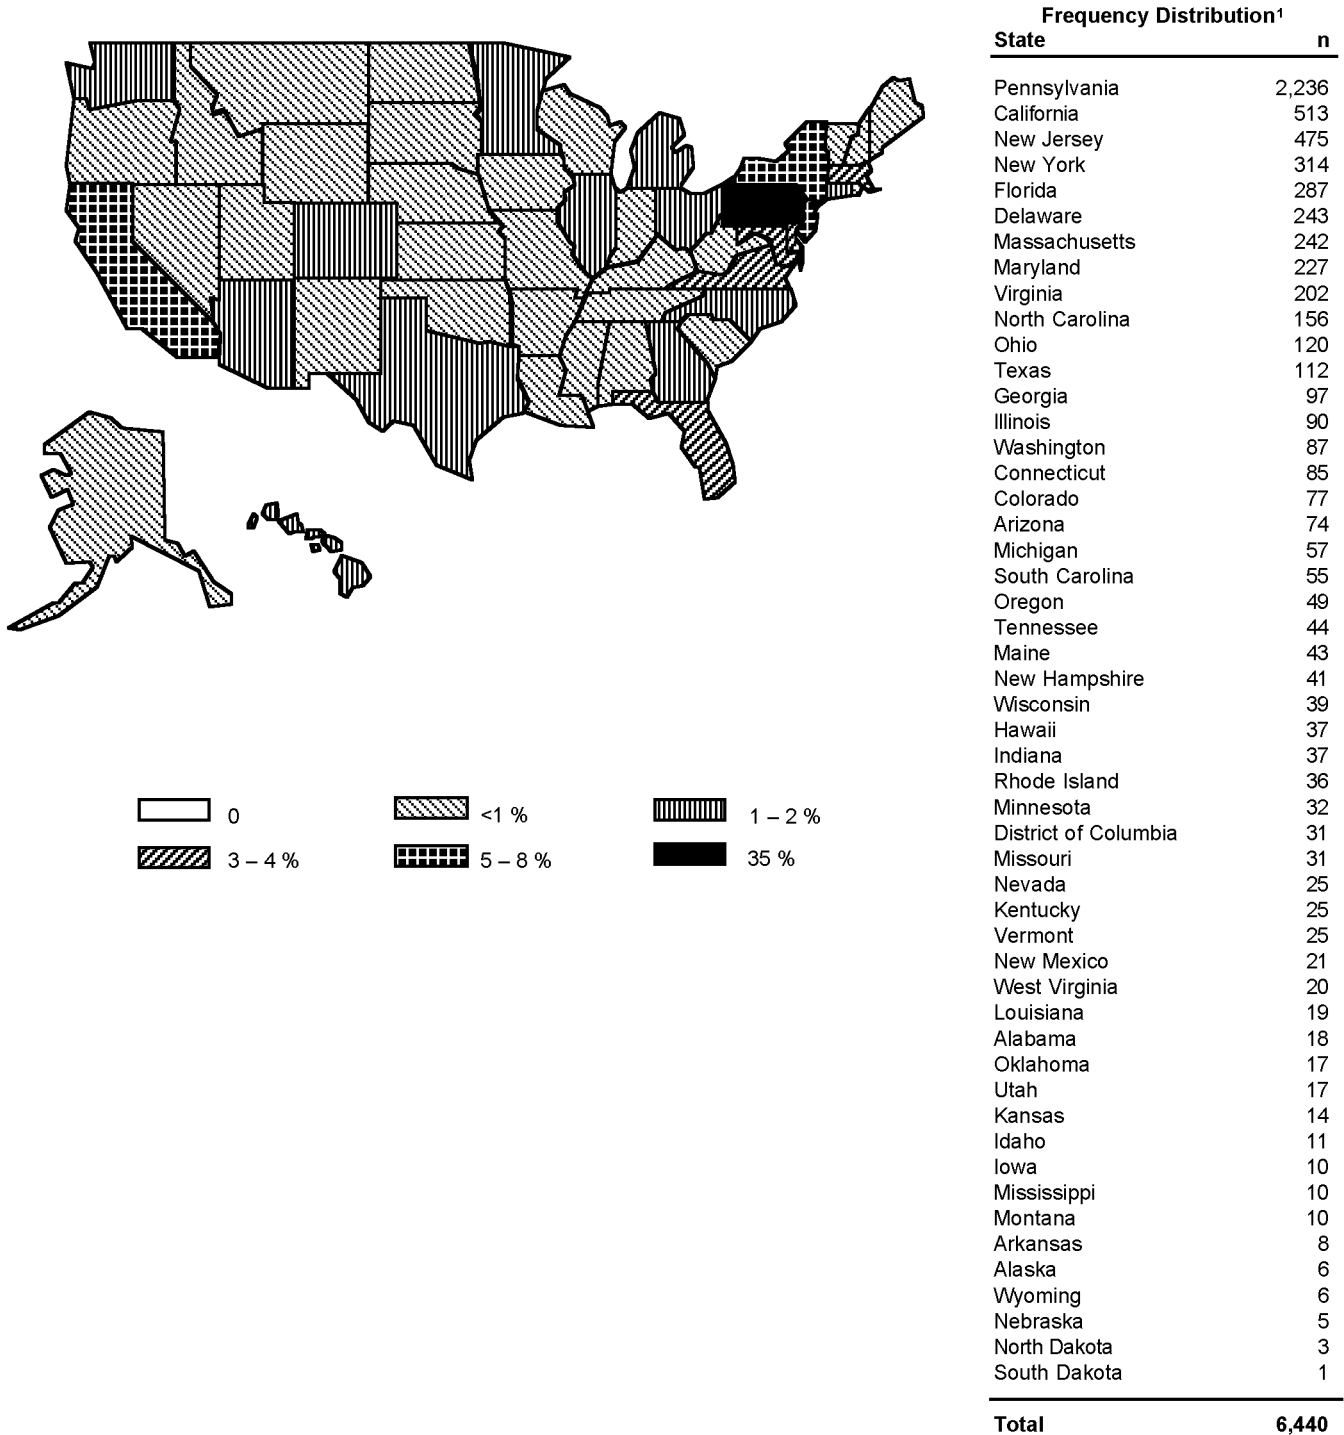 Frequency Distribution¹
State n
Pennsylvania 2,236
California 513
New Jersey 475
New York 314
Florida 287
Delaware 243
Massachusetts 242
Maryland 227
Virginia 202
North Carolina 156
Ohio 120
Texas 112
Georgia 97
Illinois 90
Washington 87
Connecticut 85
Colorado 77
Arizona 74
Michigan 57
South Carolina 55
Oregon 49
Tennessee 44
Maine 43
New Hampshire 41
Wisconsin 39
Hawaii 37
Indiana 37
Rhode Island 36
Minnesota 32
District of Columbia 31
Missouri 31
Nevada 25
Kentucky 25
Vermont 25
New Mexico 21
West Virginia 20
Louisiana 19
Alabama 18
Oklahoma 17
Utah 17
Kansas 14
Idaho 11
Iowa 10
Mississippi 10
Montana 10
Arkansas 8
Alaska 6
Wyoming 6
Nebraska 5
North Dakota 3
South Dakota 1
Total 6,440
0 <1 % 1 – 2 %
3 – 4 % 5 – 8 % 35 %